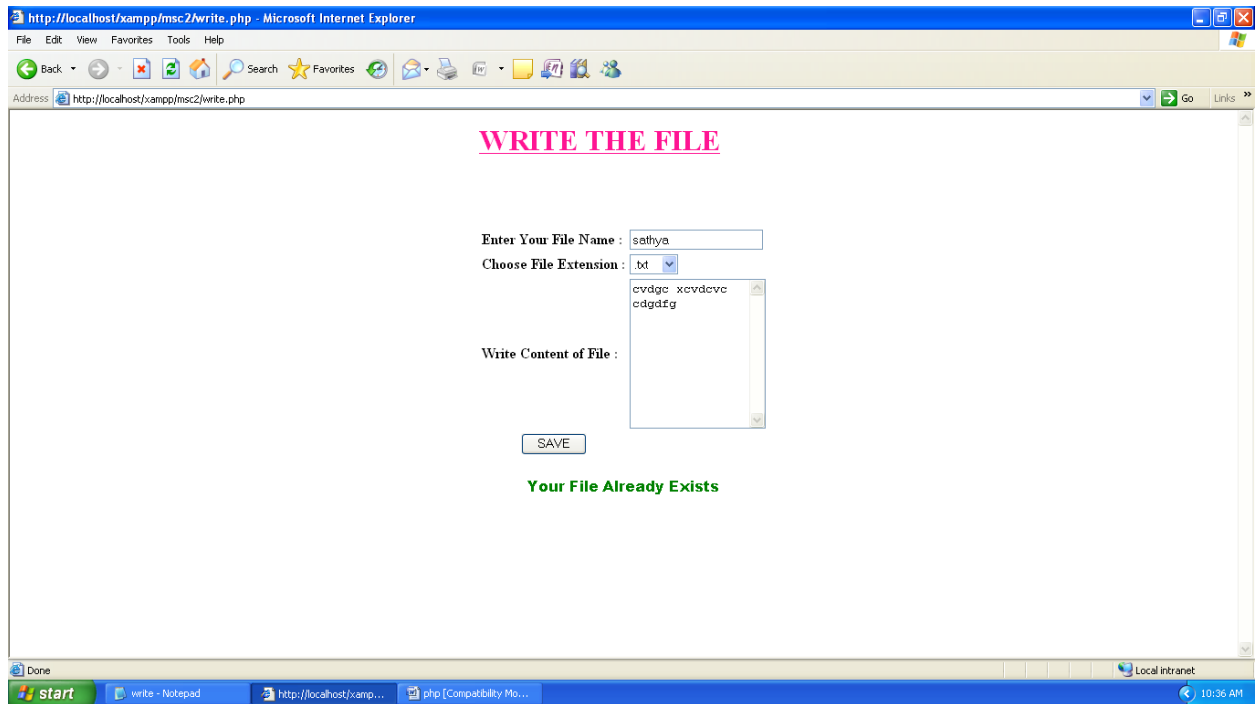 http://localhost/xampp/msc2/write.php - Microsoft Internet Explorer
File Edit View Favorites Tools Help
Back Search Favorites
Address http://localhost/xampp/msc2/write.php Go Links »
WRITE THE FILE
Enter Your File Name : sathya
Choose File Extension : .txt
cvdgc xcvdcvc
cdgdfg
Write Content of File :
SAVE
Your File Already Exists
Done Local intranet
start write - Notepad http://localhost/xamp... php [Compatibility Mo... 10:36 AM